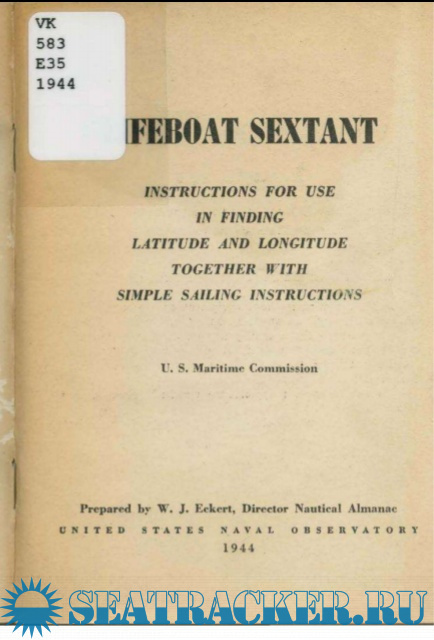 VK
583
E35
1944
IFEBOAT SEXTANT
INSTRUCTIONS FOR USE
IN FINDING
LATITUDE AND LONGITUDE
TOGETHER WITH
SIMPLE SAILING INSTRUCTIONS
U. S. Maritime Commission
Prepared by W. J. Eckert, Director Nautical Almanac
UNITED STATES NAVAL OBSERVATORY
1944
SEATRACKER.RU